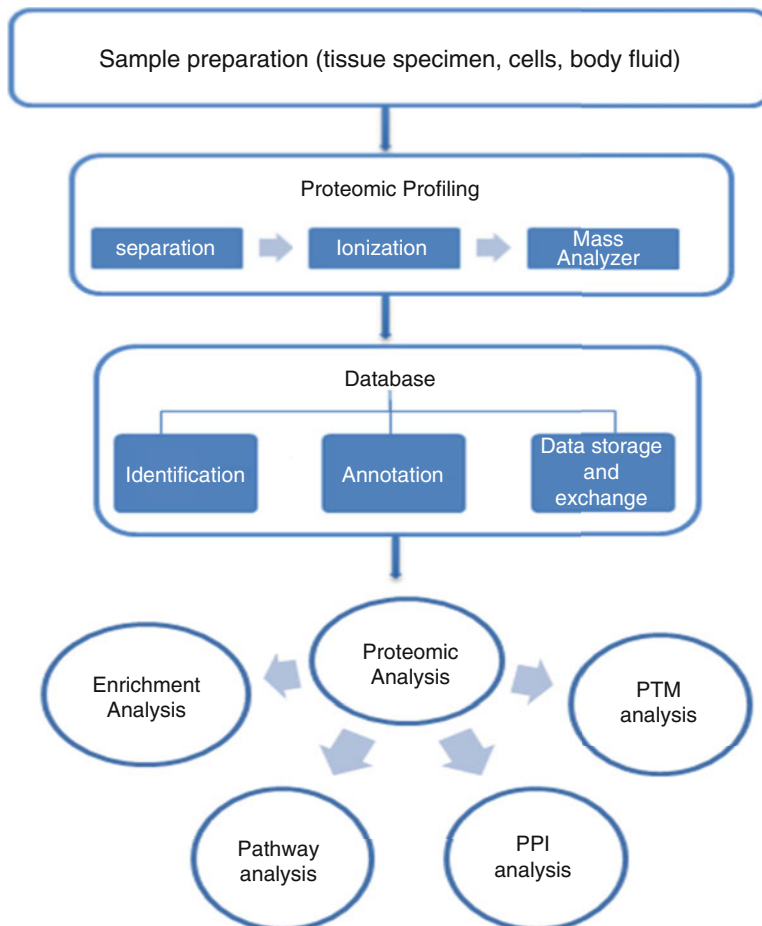 Sample preparation (tissue specimen, cells, body fluid)
Proteomic Profiling
separation
Ionization
Mass
Analyzer
Database
Identification
Annotation
Data storage
and
exchange
Proteomic
Analysis
Enrichment
Analysis
PTM
analysis
Pathway
analysis
PPI
analysis